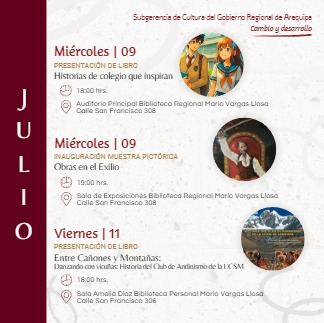 Subgerencia de Cultura del Gobierno Regional de Arequipa
Cambio y desarrollo
JULIO
Miércoles | 09
PRESENTACIÓN DE LIBRO
Historias de colegio que inspiran
18:00 hrs.
Auditorio Principal Biblioteca Regional Mario Vargas Llosa
Calle San Francisco 308
Miércoles | 09
INAUGURACIÓN MUESTRA PICTÓRICA
Obras en el Exilio
19:00 hrs.
Sala de Exposiciones Biblioteca Regional Mario Vargas Llosa
Calle San Francisco 308
Viernes | 11
PRESENTACIÓN DE LIBRO
Entre Cañones y Montañas:
Danzando con vicuñas: Historia del Club de Andinismo de la UCSM
18:00 hrs.
Sala Amelia Díaz Biblioteca Personal Mario Vargas Llosa
Calle San Francisco 306